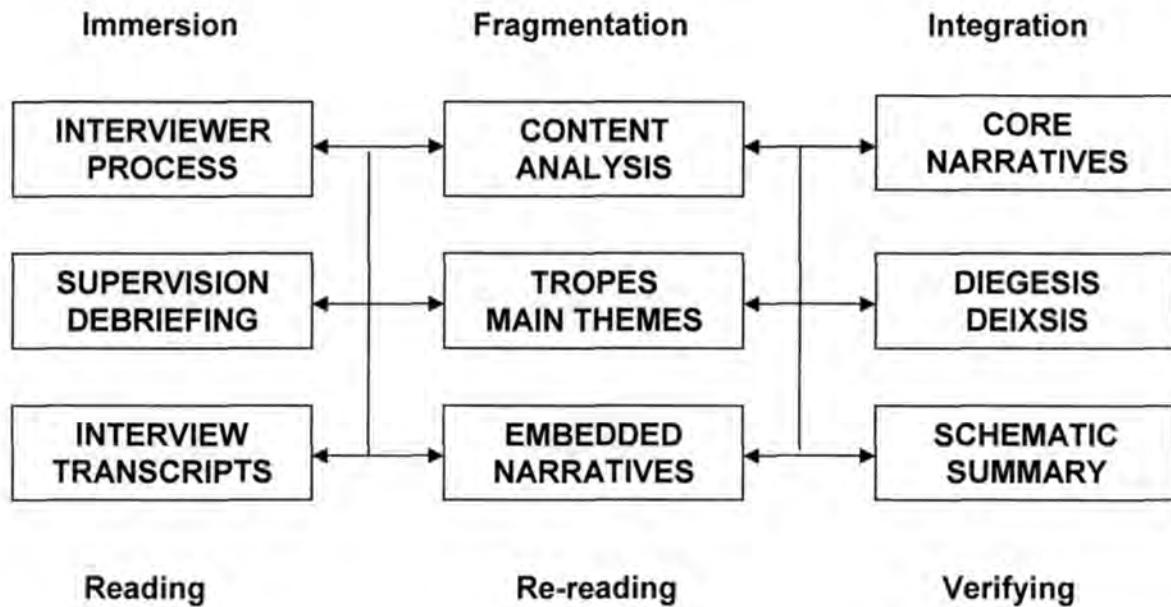 Immersion
Fragmentation
Integration
INTERVIEWER
PROCESS
CONTENT
ANALYSIS
CORE
NARRATIVES
SUPERVISION
DEBRIEFING
TROPES
MAIN THEMES
DIEGESIS
DEIXSIS
INTERVIEW
TRANSCRIPTS
EMBEDDED
NARRATIVES
SCHEMATIC
SUMMARY
Reading
Re-reading
Verifying